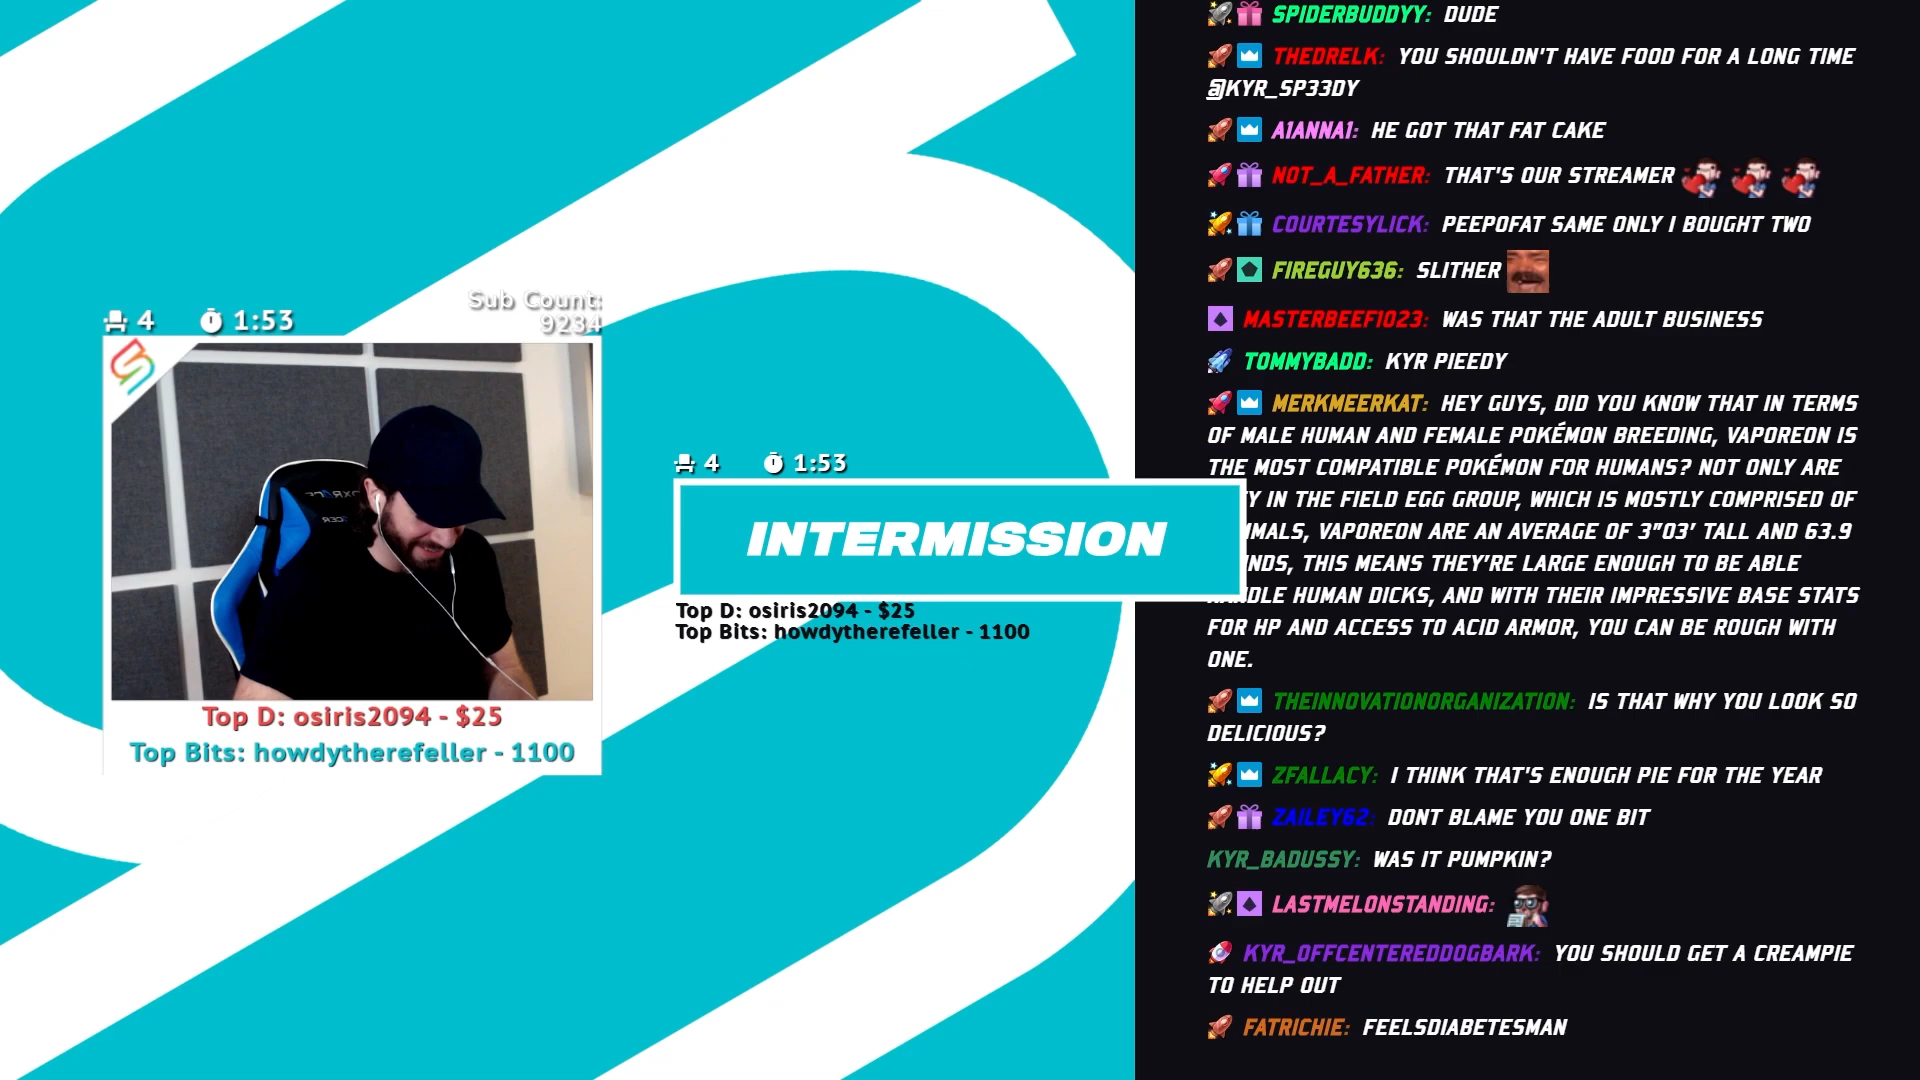 Sub Count:
9234
4 1:53
Top D: osiris2094 - $25
Top Bits: howdytherefeller - 1100
4 1:53
INTERMISSION
Top D: osiris2094 - $25
Top Bits: howdytherefeller - 1100
SPIDERBUDDYY: DUDE
THEDRELK: YOU SHOULDN'T HAVE FOOD FOR A LONG TIME
@KYR_SP33DY
A1ANNA1: HE GOT THAT FAT CAKE
NOT_A_FATHER: THAT'S OUR STREAMER
COURTESYLICK: PEEPOFAT SAME ONLY I BOUGHT TWO
FIREGUY636: SLITHER
MASTERBEEF1023: WAS THAT THE ADULT BUSINESS
TOMMYBADD: KYR PIEEDY
MERKMEERKAT: HEY GUYS, DID YOU KNOW THAT IN TERMS
OF MALE HUMAN AND FEMALE POKÉMON BREEDING, VAPOREON IS
THE MOST COMPATIBLE POKÉMON FOR HUMANS? NOT ONLY ARE
Y IN THE FIELD EGG GROUP, WHICH IS MOSTLY COMPRISED OF
MALS, VAPOREON ARE AN AVERAGE OF 3"03' TALL AND 63.9
NDS, THIS MEANS THEY'RE LARGE ENOUGH TO BE ABLE
HANDLE HUMAN DICKS, AND WITH THEIR IMPRESSIVE BASE STATS
FOR HP AND ACCESS TO ACID ARMOR, YOU CAN BE ROUGH WITH
ONE.
THEINNOVATIONORGANIZATION: IS THAT WHY YOU LOOK SO
DELICIOUS?
ZFALLACY: I THINK THAT'S ENOUGH PIE FOR THE YEAR
ZAILEY62: DONT BLAME YOU ONE BIT
KYR_BADUSSY: WAS IT PUMPKIN?
LASTMELONSTANDING:
KYR_OFFCENTEREDDOGBARK: YOU SHOULD GET A CREAMPIE
TO HELP OUT
FATRICHIE: FEELSDIABETESMAN